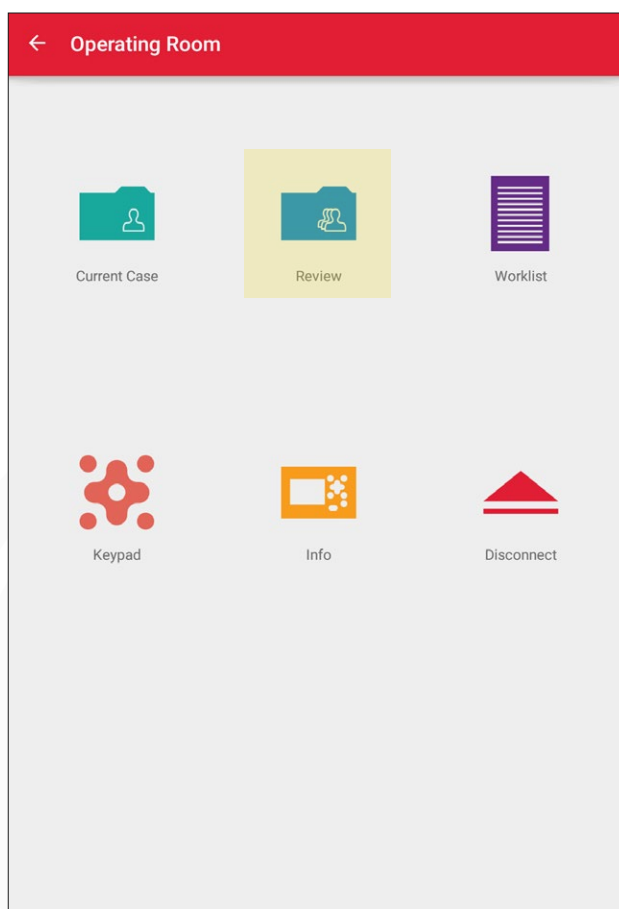 Operating Room
Current Case
Review
Worklist
Keypad
Info
Disconnect